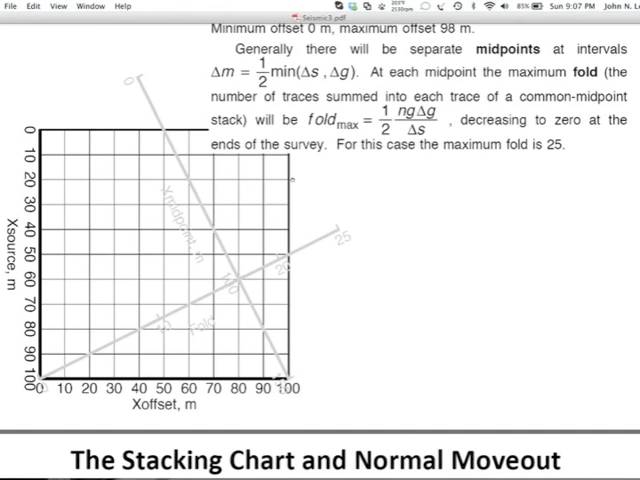 File Edit View Window Help
85% Sun 9:07 PM John N. L
Seismic3.pdf
Minimum offset 0 m, maximum offset 98 m.
Generally there will be separate midpoints at intervals
Δm = 1/2 min(Δs , Δg). At each midpoint the maximum fold (the
number of traces summed into each trace of a common-midpoint
stack) will be fold max = 1/2 ngΔg/Δs , decreasing to zero at the
ends of the survey. For this case the maximum fold is 25.
0
Xmidpoint, m
25
20
Fold
Xsource, m
0 10 20 30 40 50 60 70 80 90 100
0 10 20 30 40 50 60 70 80 90 100
Xoffset, m
The Stacking Chart and Normal Moveout